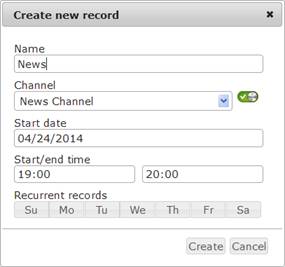 Create new record
Name
News
Channel
News Channel
Start date
04/24/2014
Start/end time
19:00 20:00
Recurrent records
Su Mo Tu We Th Fr Sa
Create Cancel